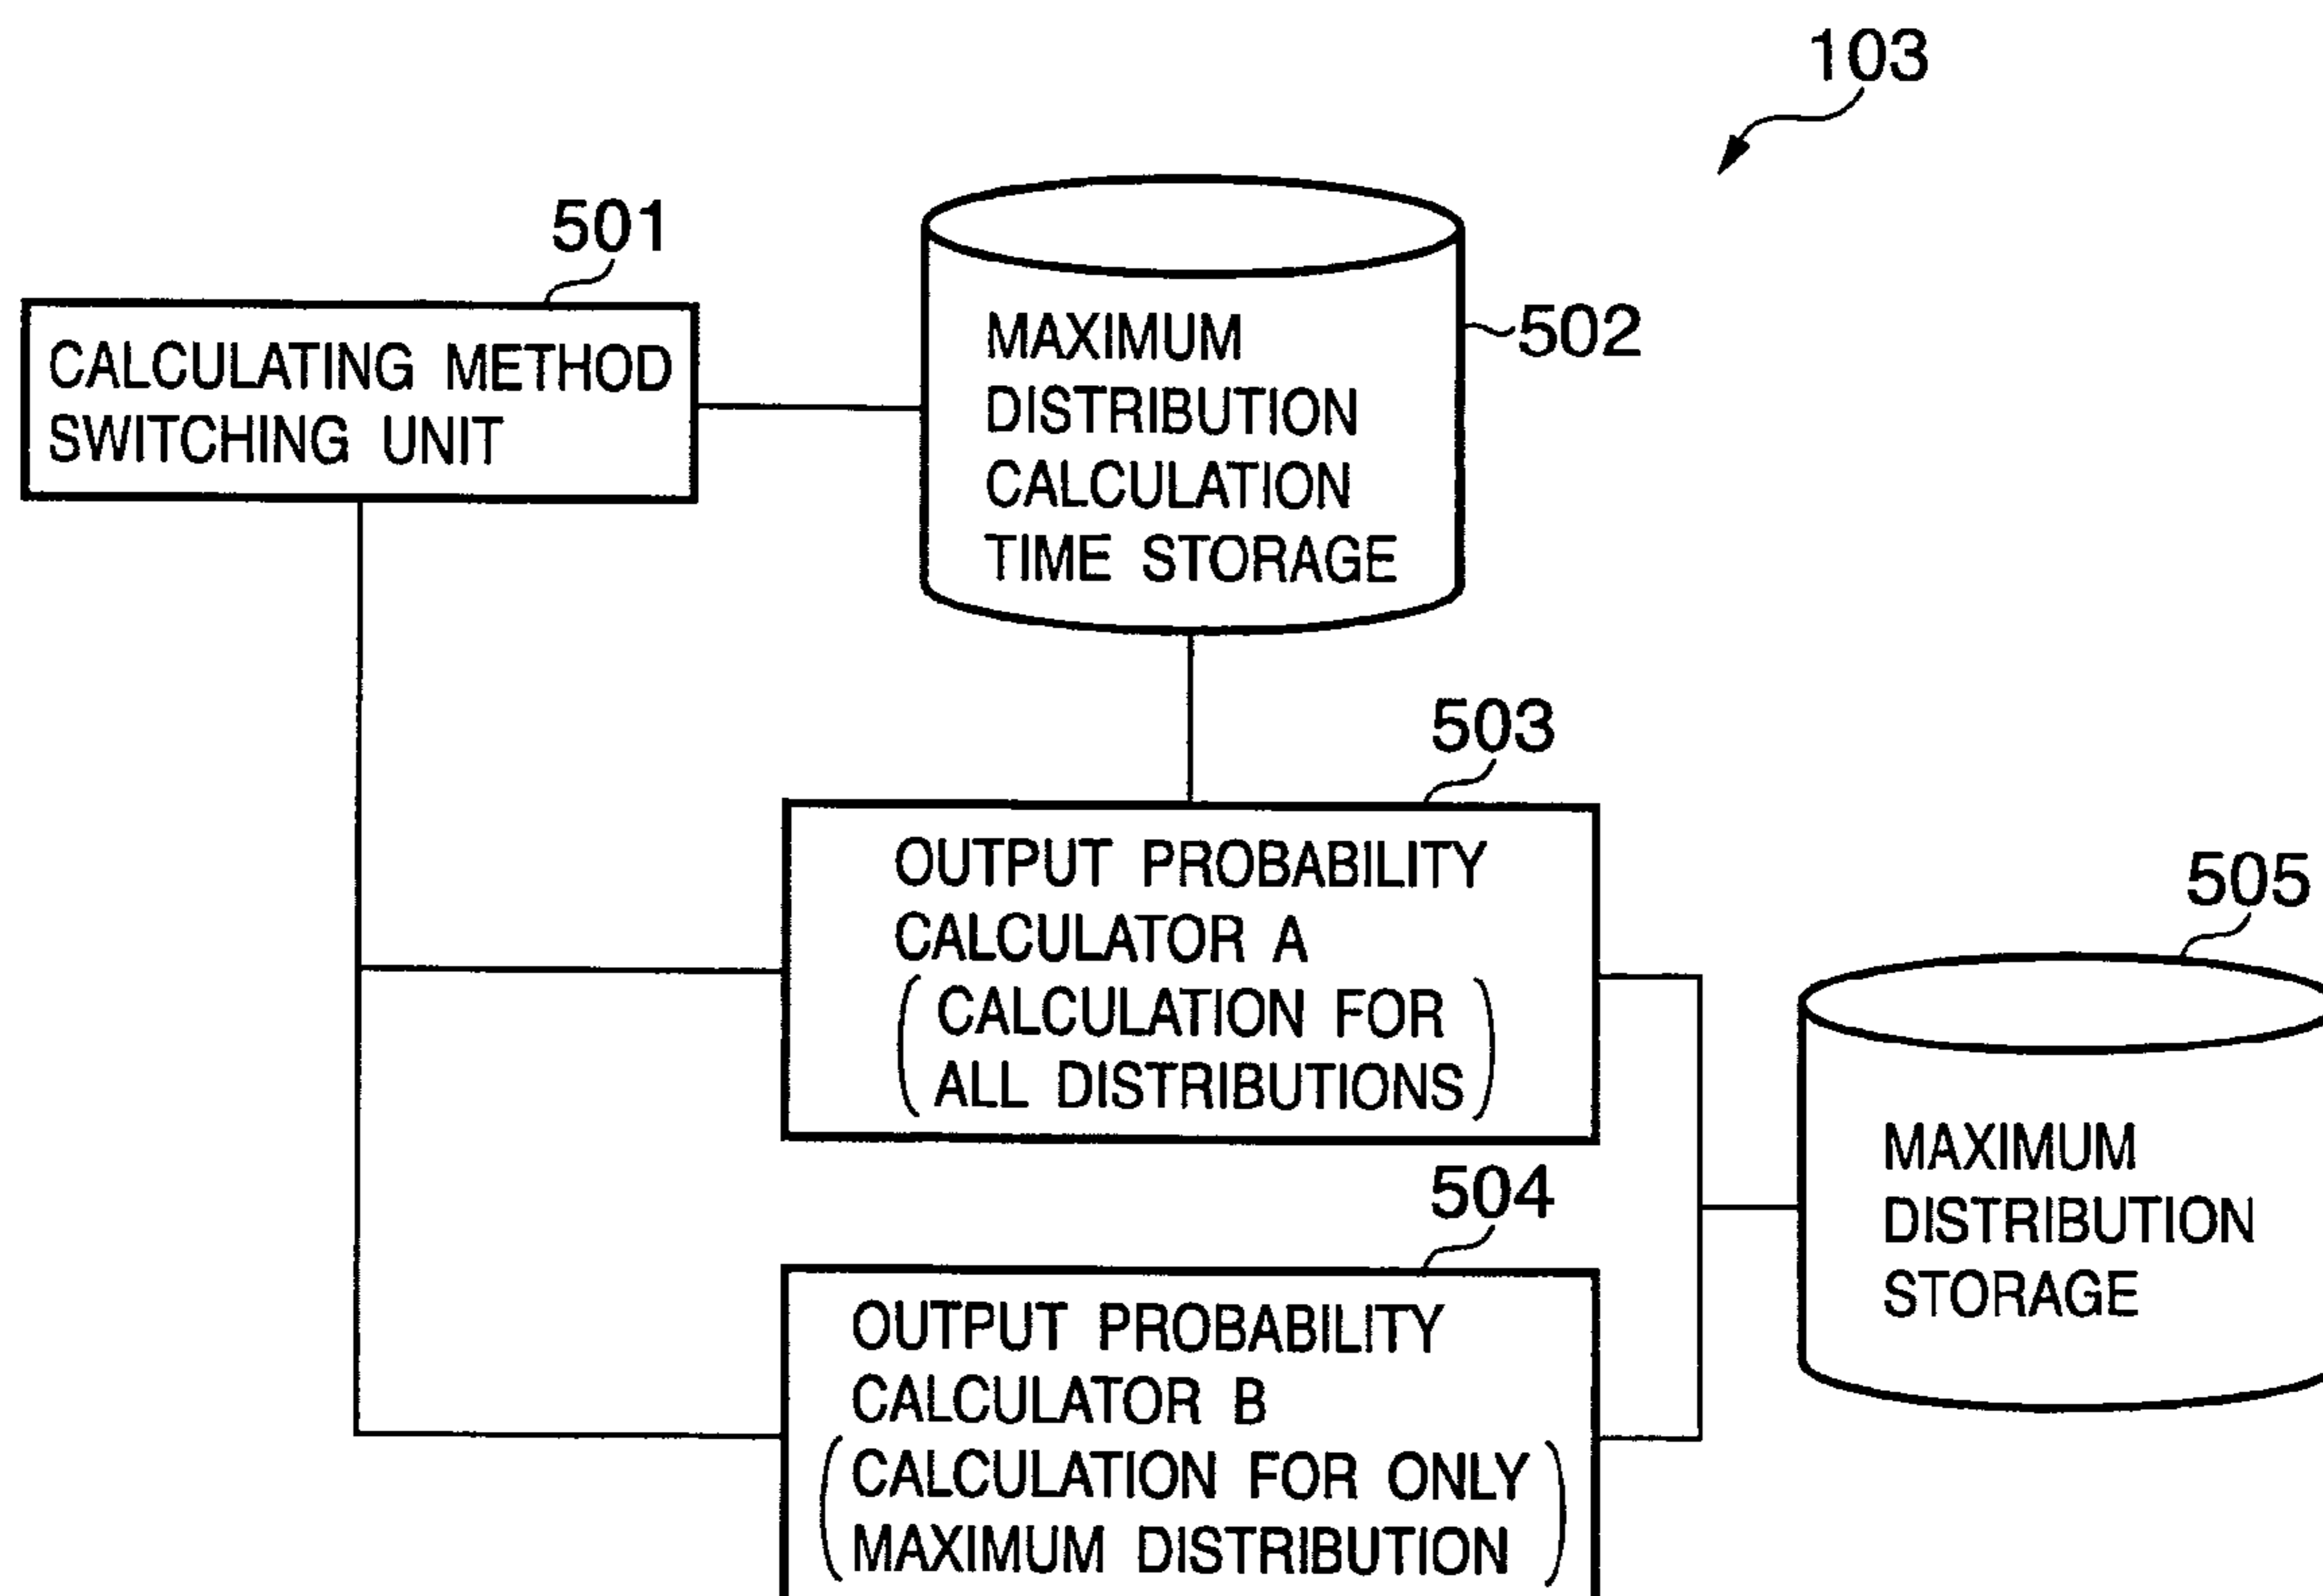 103
501
CALCULATING METHOD
SWITCHING UNIT
MAXIMUM
DISTRIBUTION
CALCULATION
TIME STORAGE
502
503
OUTPUT PROBABILITY
CALCULATOR A
( CALCULATION FOR
ALL DISTRIBUTIONS )
505
MAXIMUM
DISTRIBUTION
STORAGE
504
OUTPUT PROBABILITY
CALCULATOR B
( CALCULATION FOR ONLY
MAXIMUM DISTRIBUTION )